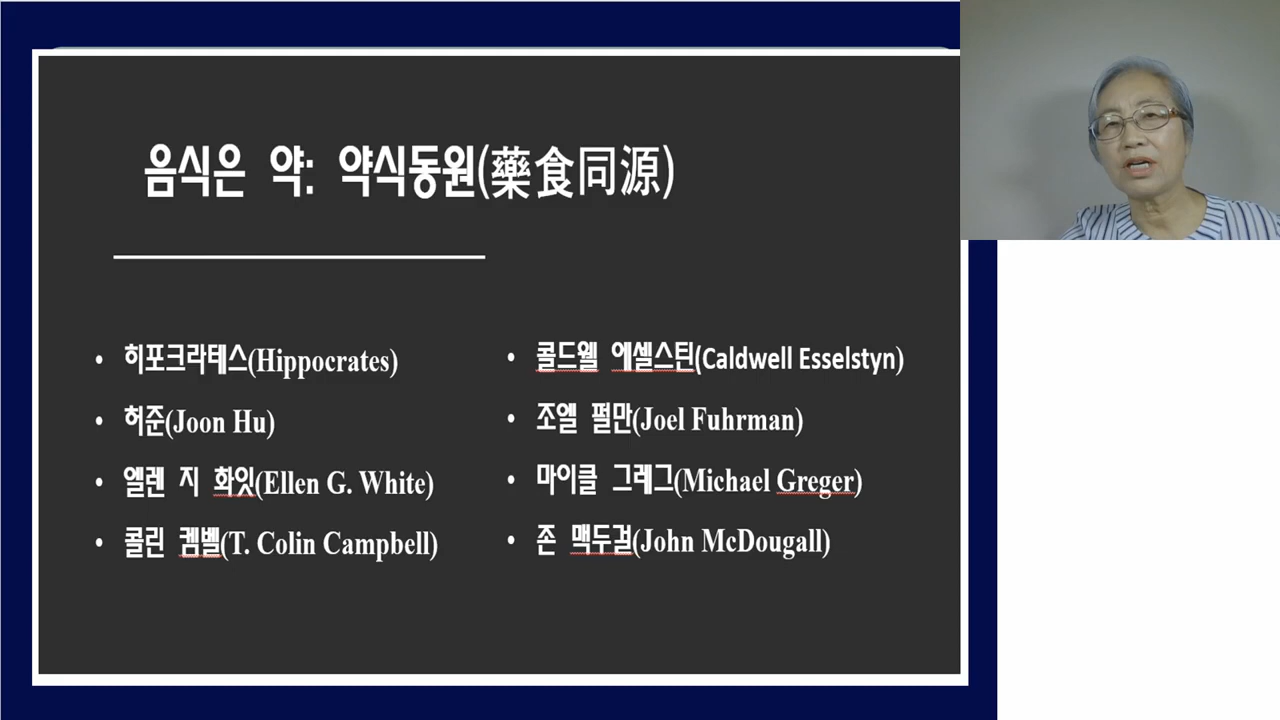 음식은 약: 약식동원(藥食同源)
• 히포크라테스(Hippocrates)
• 허준(Joon Hu)
• 엘렌 지 화잇(Ellen G. White)
• 콜린 켐벨(T. Colin Campbell)
• 콜드웰 에셀스틴(Caldwell Esselstyn)
• 조엘 펄만(Joel Fuhrman)
• 마이클 그레그(Michael Greger)
• 존 맥두걸(John McDougall)